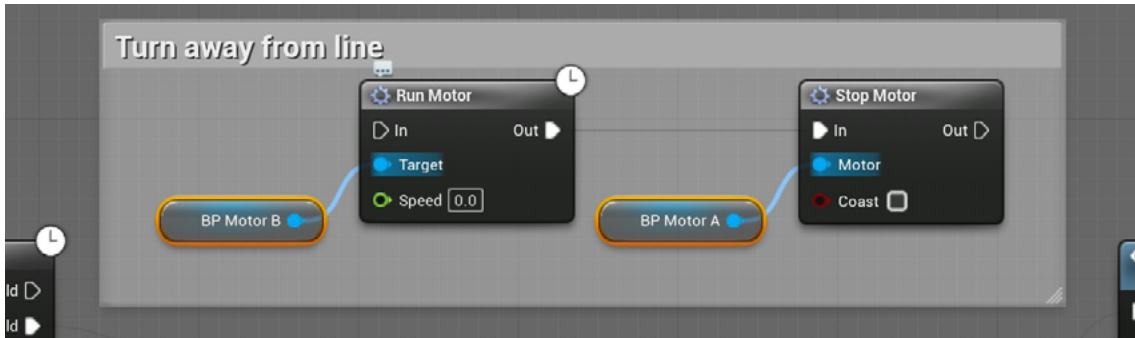 Turn away from line
Run Motor
In Out
Target
Speed 0.0
BP Motor B
Stop Motor
In Out
Motor
Coast
BP Motor A
ld
ld